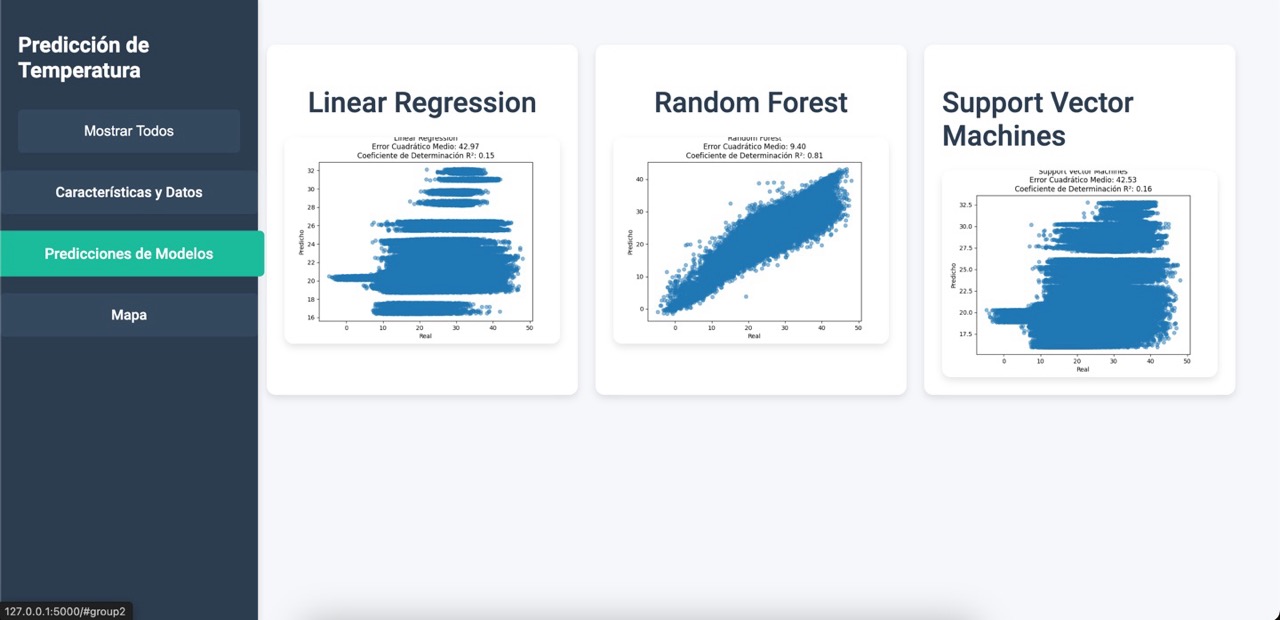 Predicción de
Temperatura
Mostrar Todos
Características y Datos
Predicciones de Modelos
Mapa
127.0.0.1:5000/#group2
Linear Regression
Linear Regression
Error Cuadrático Medio: 42.97
Coeficiente de Determinación R²: 0.15
32
30
28
26
24
22
20
18
16
Predicho
0 10 20 30 40 50
Real
Random Forest
Random Forest
Error Cuadrático Medio: 9.40
Coeficiente de Determinación R²: 0.81
40
30
20
10
0
Predicho
0 10 20 30 40 50
Real
Support Vector
Machines
Support Vector Machines
Error Cuadrático Medio: 42.53
Coeficiente de Determinación R²: 0.16
32.5
30.0
27.5
25.0
22.5
20.0
17.5
Predicho
0 10 20 30 40 50
Real